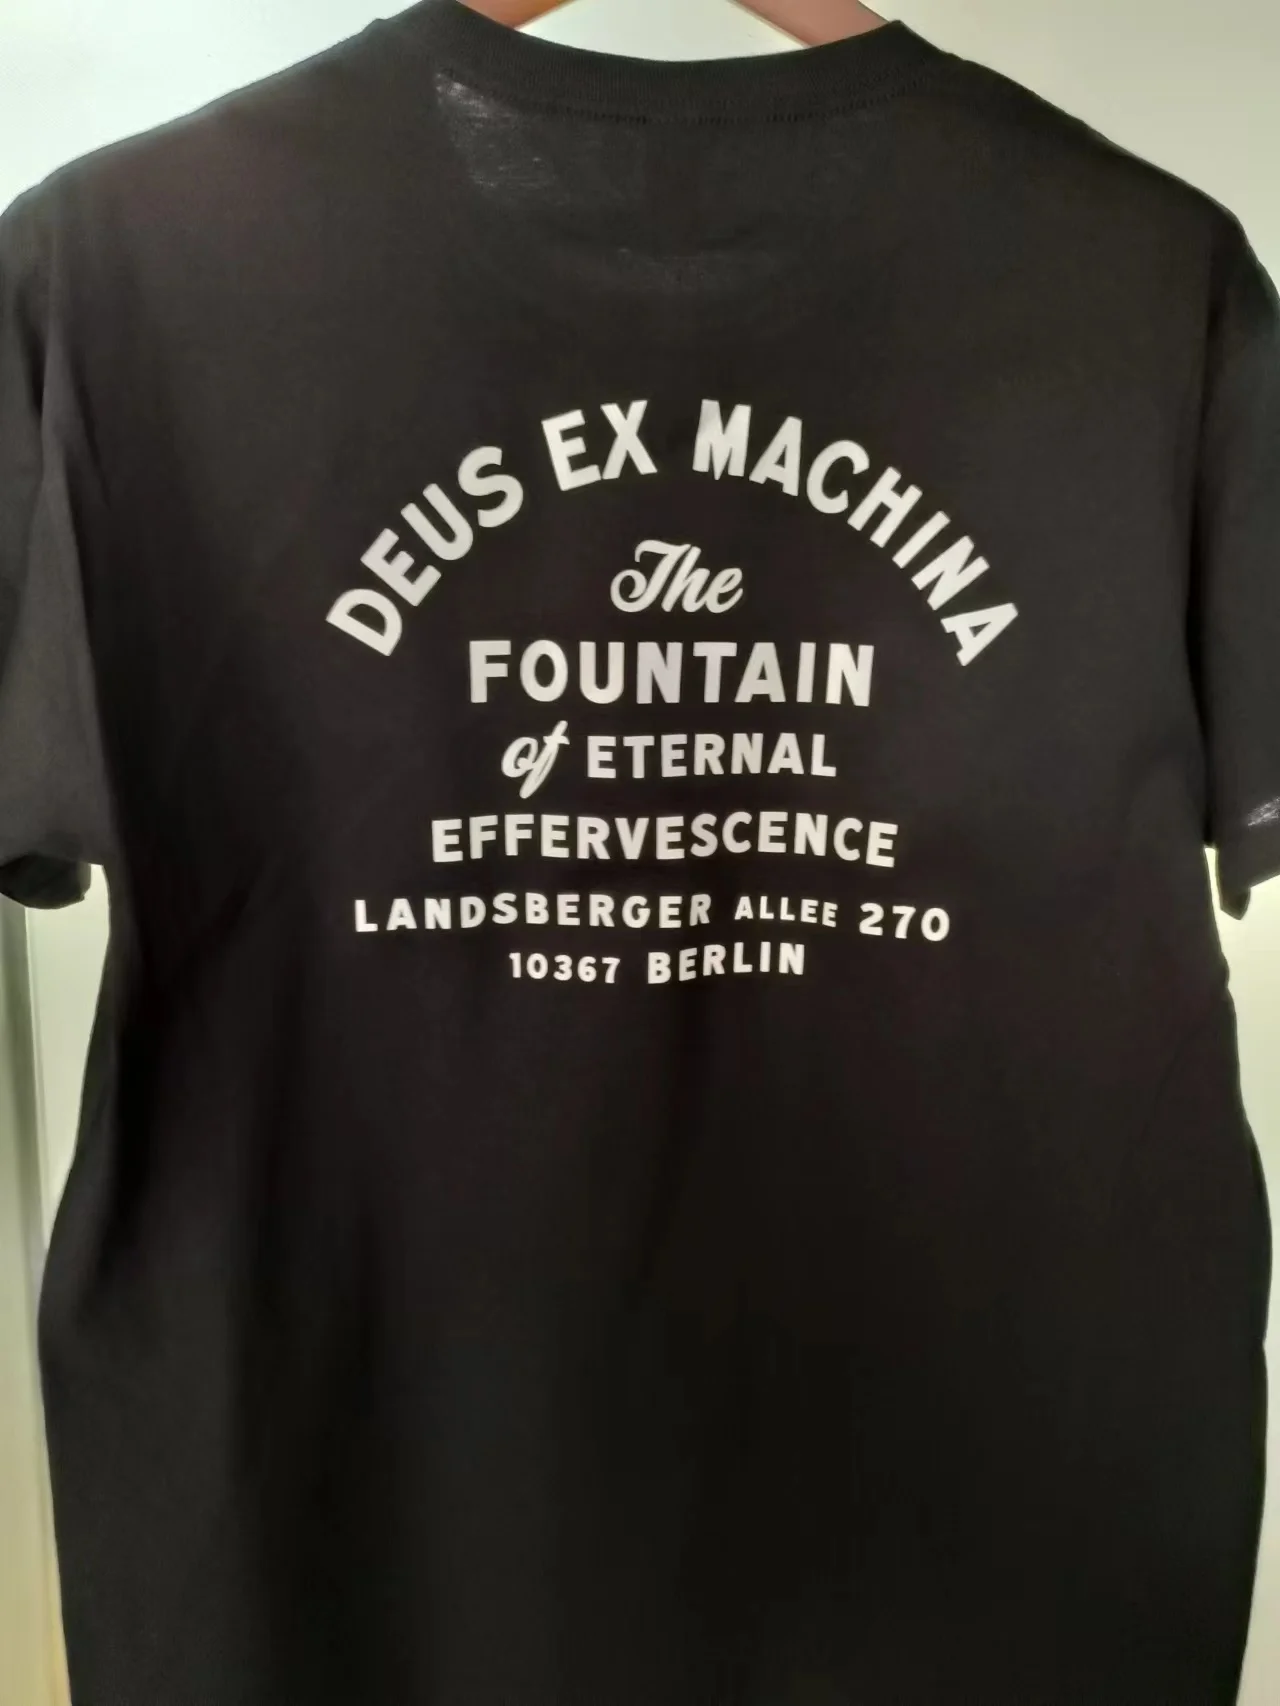 DEUS EX MACHINA
The
FOUNTAIN
of ETERNAL
EFFERVESCENCE
LANDSBERGER ALLEE 270
10367 BERLIN